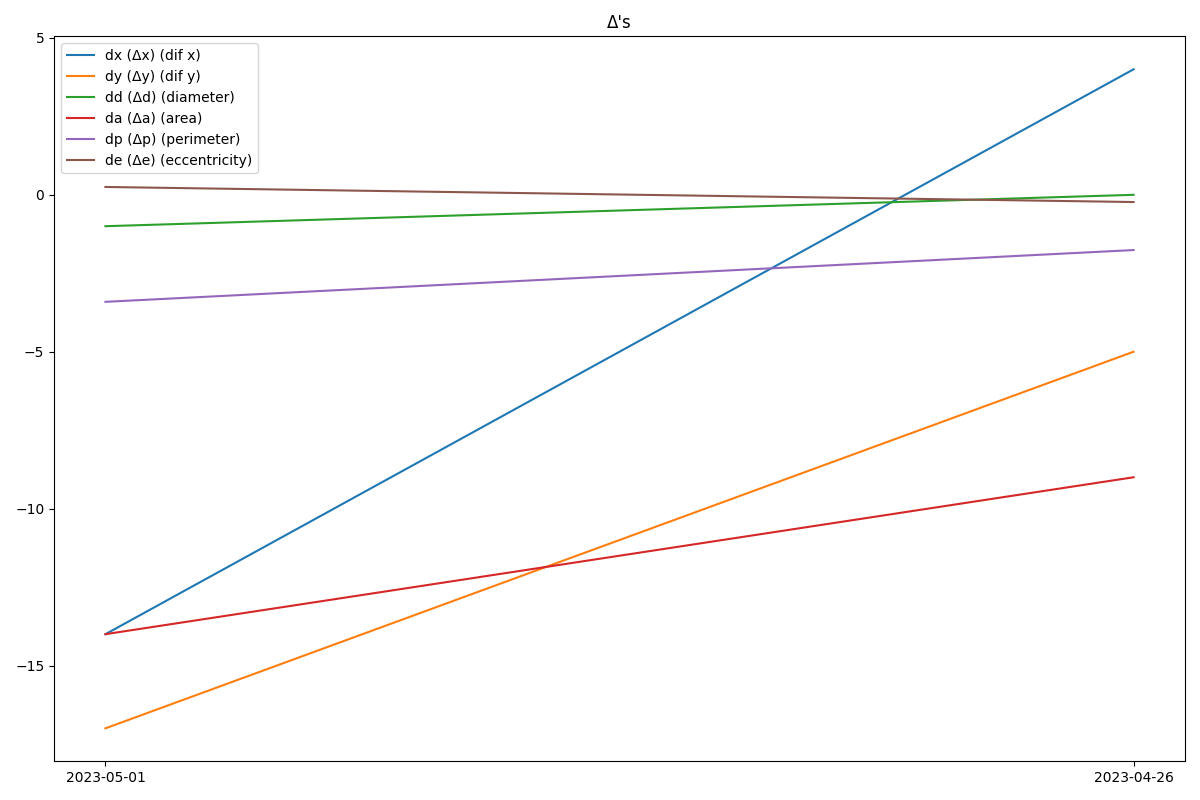 Δ's
dx (Δx) (dif x)
dy (Δy) (dif y)
dd (Δd) (diameter)
da (Δa) (area)
dp (Δp) (perimeter)
de (Δe) (eccentricity)
5
0
−5
−10
−15
2023-05-01
2023-04-26